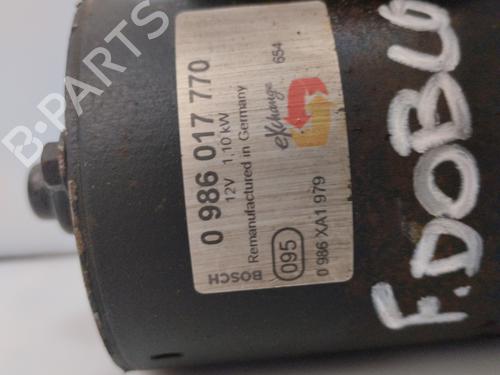 0 986 017 770
12V 1,10 kW
Remanufactured in Germany
eXchange
654
BOSCH
095
0 986 XA1 979
F.DOBLO
B-PARTS